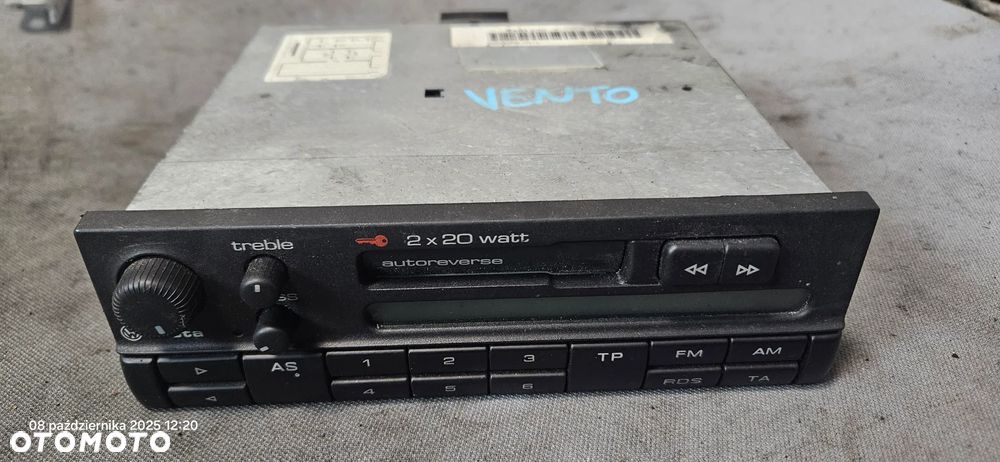 VENTO
treble
2 x 20 watt
autoreverse
AS
1
2
3
TP
FM
AM
4
5
6
RDS
TA
08 października 2025 12:20
OTOMOTO